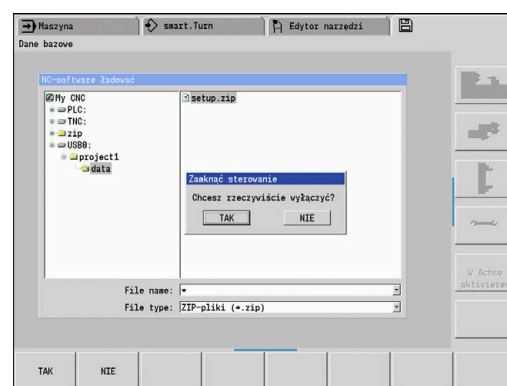 Maszyna
smart.Turn
Edytor narzędzi
Dane bazowe
NC-software ładować
My CNC
PLC:
TNC:
zip
USB0:
project1
data
setup.zip
Zamknąć sterowanie
Chcesz rzeczywiście wyłączyć?
TAK
NIE
File name: *
File type: ZIP-pliki (*.zip)
W Achse
aktivieren
TAK
NIE